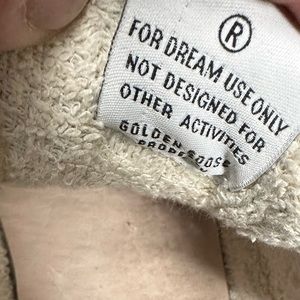 ®
FOR DREAM USE ONLY
NOT DESIGNED FOR
OTHER ACTIVITIES
GOLDEN GOOSE